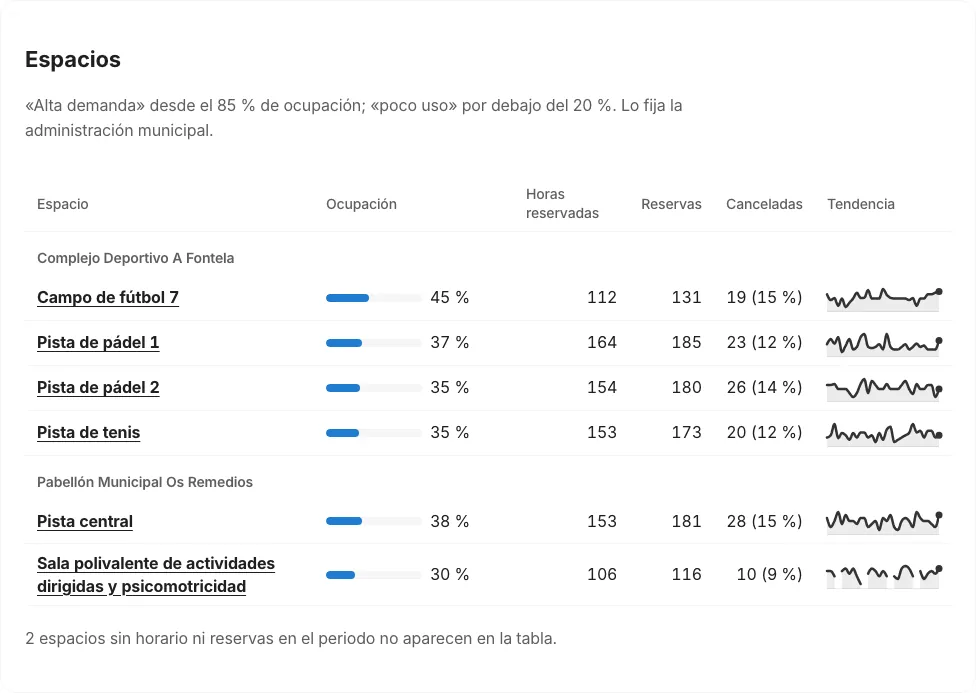 Espacios
«Alta demanda» desde el 85 % de ocupación; «poco uso» por debajo del 20 %. Lo fija la
administración municipal.
Espacio Ocupación Horas reservadas Reservas Canceladas Tendencia
Complejo Deportivo A Fontela
Campo de fútbol 7 45 % 112 131 19 (15 %)
Pista de pádel 1 37 % 164 185 23 (12 %)
Pista de pádel 2 35 % 154 180 26 (14 %)
Pista de tenis 35 % 153 173 20 (12 %)
Pabellón Municipal Os Remedios
Pista central 38 % 153 181 28 (15 %)
Sala polivalente de actividades
dirigidas y psicomotricidad 30 % 106 116 10 (9 %)
2 espacios sin horario ni reservas en el periodo no aparecen en la tabla.